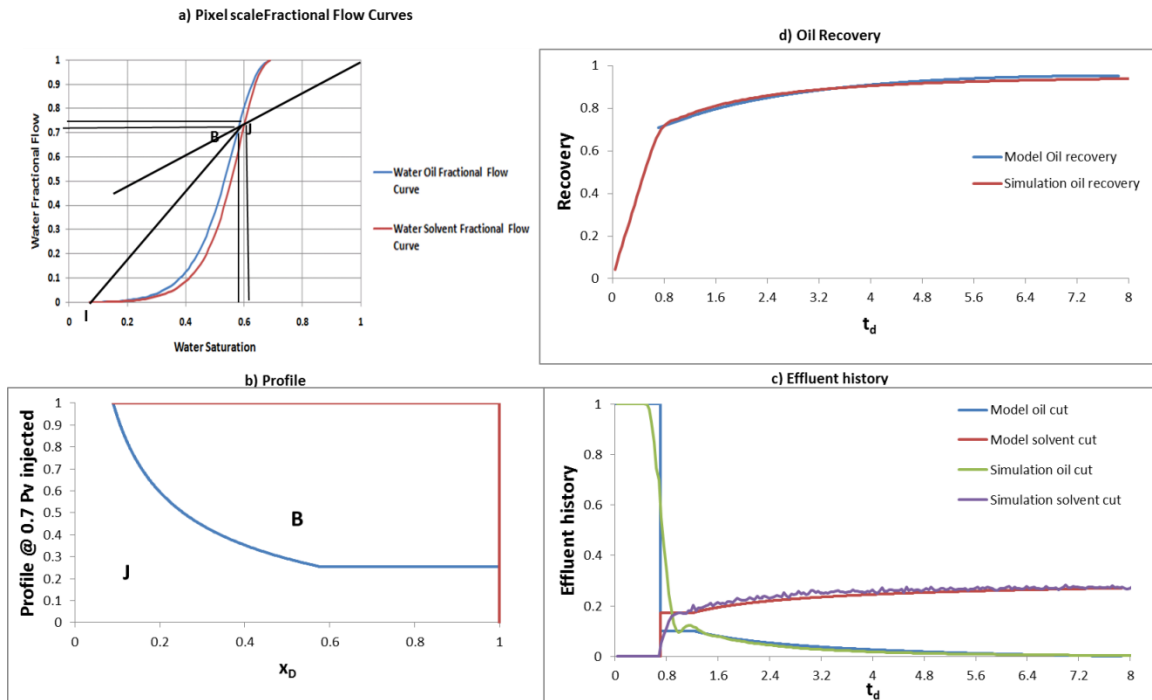 a) Pixel scaleFractional Flow Curves
Water Fractional Flow
1
0.9
0.8
0.7
0.6
0.5
0.4
0.3
0.2
0.1
0
B
J
I
0 0.2 0.4 0.6 0.8 1
Water Saturation
Water Oil Fractional Flow
Curve
Water Solvent Fractional Flow
Curve
d) Oil Recovery
Recovery
1
0.8
0.6
0.4
0.2
0
Model Oil recovery
Simulation oil recovery
0 0.8 1.6 2.4 3.2 4 4.8 5.6 6.4 7.2 8
t_d
b) Profile
Profile @ 0.7 Pv injected
1
0.9
0.8
0.7
0.6
0.5
0.4
0.3
0.2
0.1
0
B
J
0 0.2 0.4 0.6 0.8 1
x_D
c) Effluent history
Effluent history
1
0.8
0.6
0.4
0.2
0
Model oil cut
Model solvent cut
Simulation oil cut
Simulation solvent cut
0 0.8 1.6 2.4 3.2 4 4.8 5.6 6.4 7.2 8
t_d